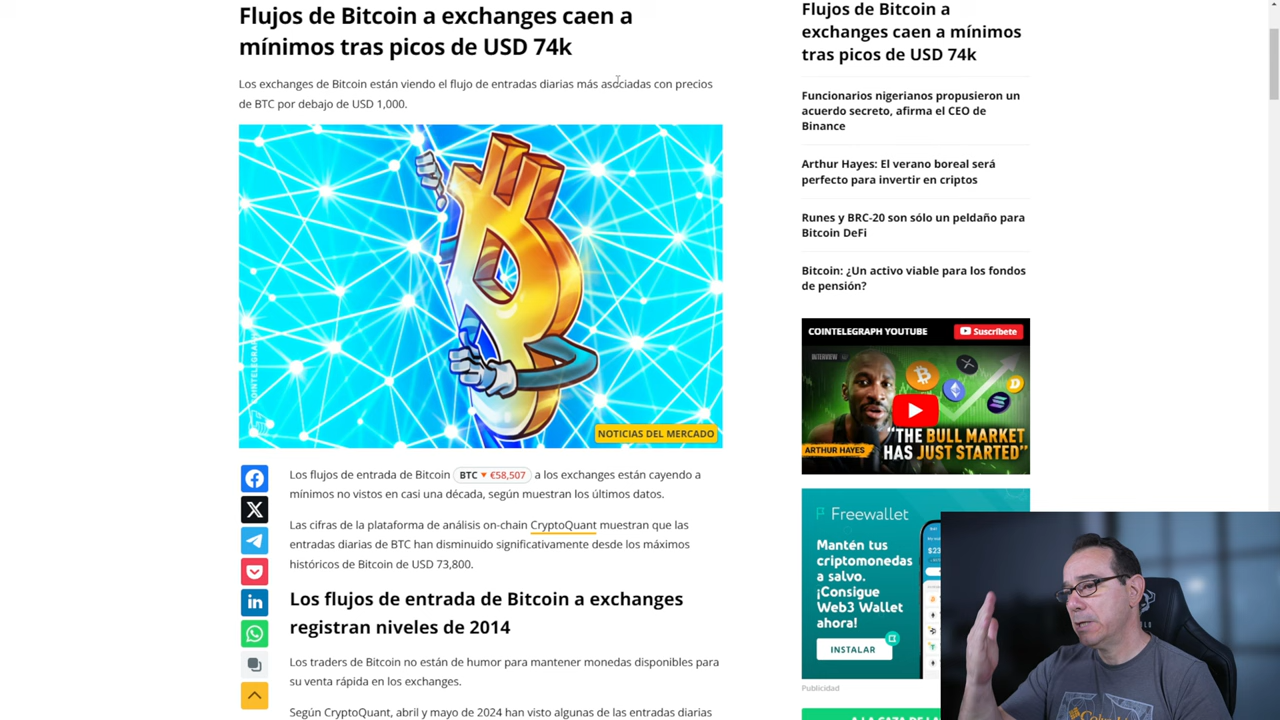 Flujos de Bitcoin a exchanges caen a
mínimos tras picos de USD 74k
Los exchanges de Bitcoin están viendo el flujo de entradas diarias más asociadas con precios
de BTC por debajo de USD 1,000.
COINTELEGRAPH
NOTICIAS DEL MERCADO
Los flujos de entrada de Bitcoin BTC €58,507 a los exchanges están cayendo a
mínimos no vistos en casi una década, según muestran los últimos datos.
Las cifras de la plataforma de análisis on-chain CryptoQuant muestran que las
entradas diarias de BTC han disminuido significativamente desde los máximos
históricos de Bitcoin de USD 73,800.
Los flujos de entrada de Bitcoin a exchanges
registran niveles de 2014
Los traders de Bitcoin no están de humor para mantener monedas disponibles para
su venta rápida en los exchanges.
Según CryptoQuant, abril y mayo de 2024 han visto algunas de las entradas diarias
Flujos de Bitcoin a
exchanges caen a mínimos
tras picos de USD 74k
Funcionarios nigerianos propusieron un
acuerdo secreto, afirma el CEO de
Binance
Arthur Hayes: El verano boreal será
perfecto para invertir en criptos
Runes y BRC-20 son sólo un peldaño para
Bitcoin DeFi
Bitcoin: ¿Un activo viable para los fondos
de pensión?
COINTELEGRAPH YOUTUBE
Suscríbete
INTERVIEW
"THE BULL MARKET
HAS JUST STARTED"
ARTHUR HAYES
Freewallet
Mantén tus
criptomonedas
a salvo.
¡Consigue
Web3 Wallet
ahora!
INSTALAR
Publicidad